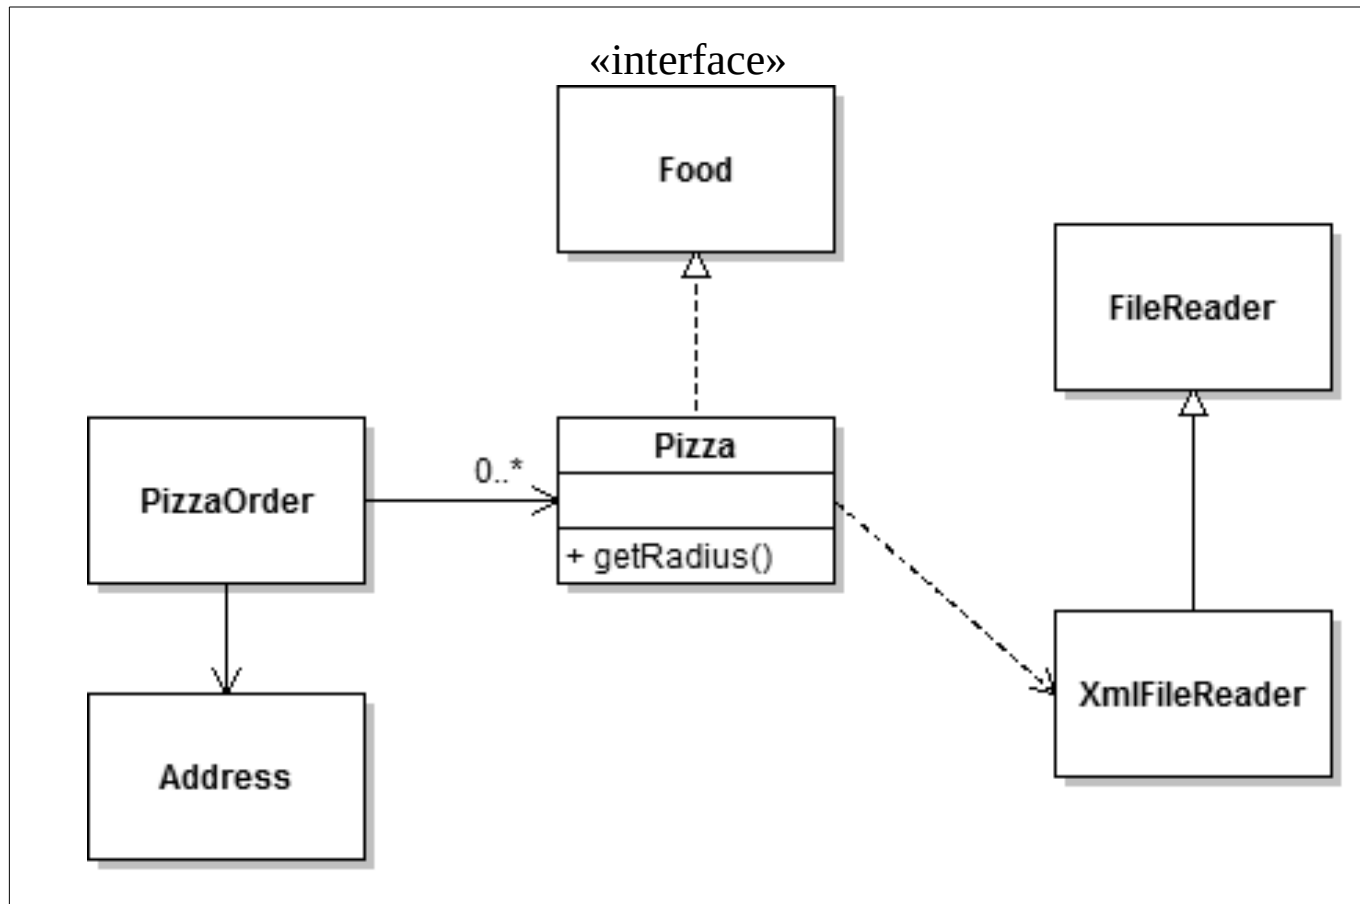 «interface»
Food
FileReader
Pizza
0..*
PizzaOrder
+ getRadius()
XmlFileReader
Address